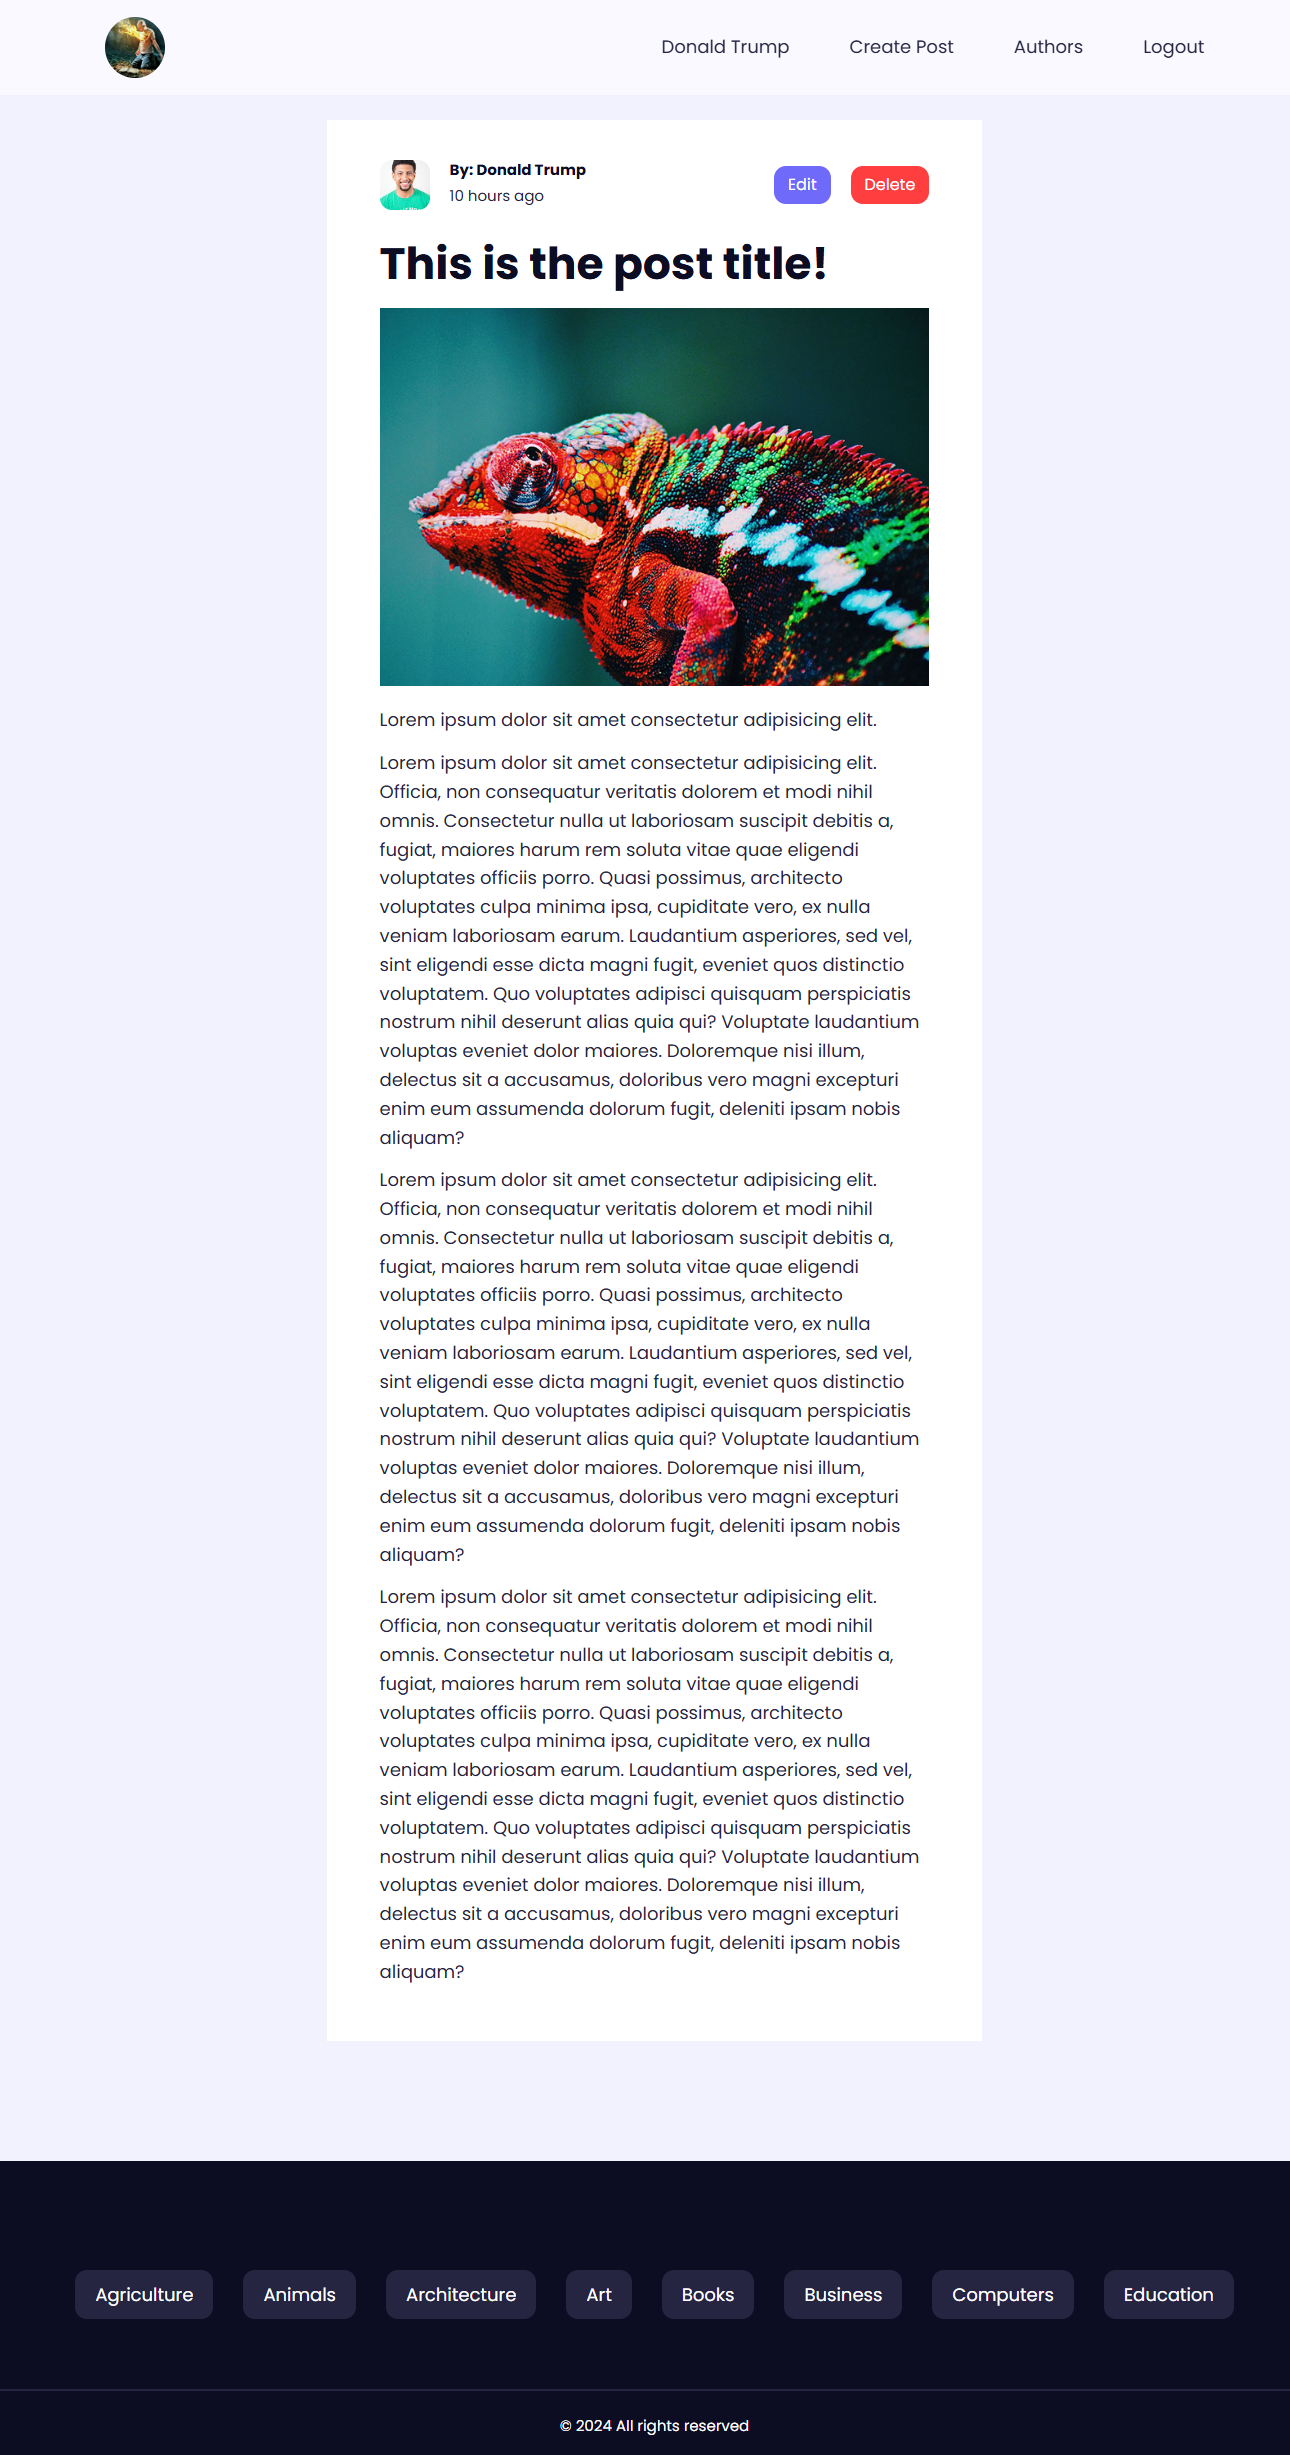 Donald Trump Create Post Authors Logout
By: Donald Trump
10 hours ago
Edit Delete
This is the post title!
Lorem ipsum dolor sit amet consectetur adipisicing elit.
Lorem ipsum dolor sit amet consectetur adipisicing elit.
Officia, non consequatur veritatis dolorem et modi nihil
omnis. Consectetur nulla ut laboriosam suscipit debitis a,
fugiat, maiores harum rem soluta vitae quae eligendi
voluptates officiis porro. Quasi possimus, architecto
voluptates culpa minima ipsa, cupiditate vero, ex nulla
veniam laboriosam earum. Laudantium asperiores, sed vel,
sint eligendi esse dicta magni fugit, eveniet quos distinctio
voluptatem. Quo voluptates adipisci quisquam perspiciatis
nostrum nihil deserunt alias quia qui? Voluptate laudantium
voluptas eveniet dolor maiores. Doloremque nisi illum,
delectus sit a accusamus, doloribus vero magni excepturi
enim eum assumenda dolorum fugit, deleniti ipsam nobis
aliquam?
Lorem ipsum dolor sit amet consectetur adipisicing elit.
Officia, non consequatur veritatis dolorem et modi nihil
omnis. Consectetur nulla ut laboriosam suscipit debitis a,
fugiat, maiores harum rem soluta vitae quae eligendi
voluptates officiis porro. Quasi possimus, architecto
voluptates culpa minima ipsa, cupiditate vero, ex nulla
veniam laboriosam earum. Laudantium asperiores, sed vel,
sint eligendi esse dicta magni fugit, eveniet quos distinctio
voluptatem. Quo voluptates adipisci quisquam perspiciatis
nostrum nihil deserunt alias quia qui? Voluptate laudantium
voluptas eveniet dolor maiores. Doloremque nisi illum,
delectus sit a accusamus, doloribus vero magni excepturi
enim eum assumenda dolorum fugit, deleniti ipsam nobis
aliquam?
Lorem ipsum dolor sit amet consectetur adipisicing elit.
Officia, non consequatur veritatis dolorem et modi nihil
omnis. Consectetur nulla ut laboriosam suscipit debitis a,
fugiat, maiores harum rem soluta vitae quae eligendi
voluptates officiis porro. Quasi possimus, architecto
voluptates culpa minima ipsa, cupiditate vero, ex nulla
veniam laboriosam earum. Laudantium asperiores, sed vel,
sint eligendi esse dicta magni fugit, eveniet quos distinctio
voluptatem. Quo voluptates adipisci quisquam perspiciatis
nostrum nihil deserunt alias quia qui? Voluptate laudantium
voluptas eveniet dolor maiores. Doloremque nisi illum,
delectus sit a accusamus, doloribus vero magni excepturi
enim eum assumenda dolorum fugit, deleniti ipsam nobis
aliquam?
Agriculture Animals Architecture Art Books Business Computers Education
© 2024 All rights reserved